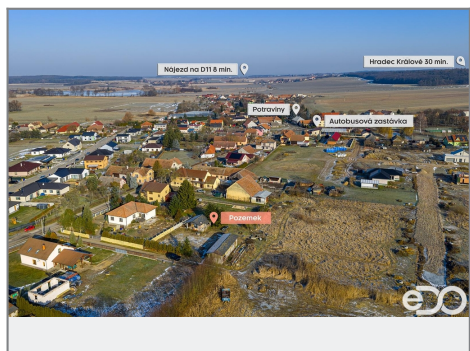 Hradec Králové 30 min.
Nájezd na D11 8 min.
Potraviny
Autobusová zastávka
Pozemek
eDO